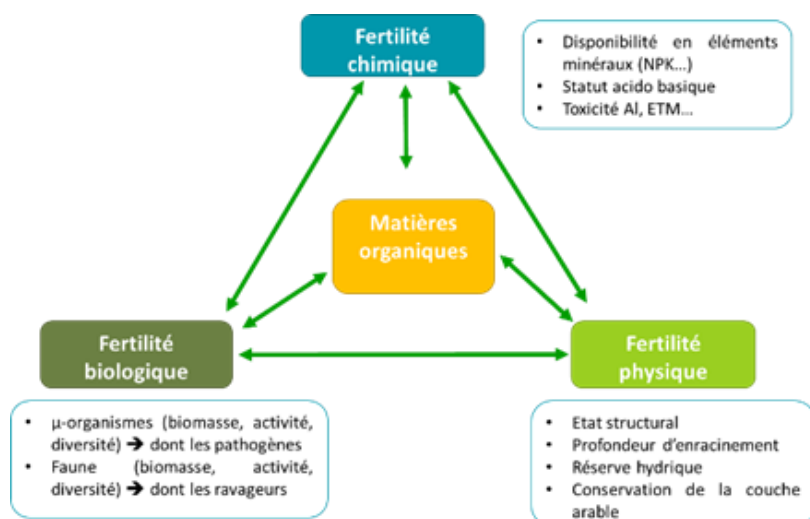 Fertilité
chimique
• Disponibilité en éléments
minéraux (NPK...)
• Statut acido basique
• Toxicité Al, ETM...
Matières
organiques
Fertilité
biologique
Fertilité
physique
• µ-organismes (biomasse, activité,
diversité) ➔ dont les pathogènes
• Faune (biomasse, activité,
diversité) ➔ dont les ravageurs
• Etat structural
• Profondeur d’enracinement
• Réserve hydrique
• Conservation de la couche
arable